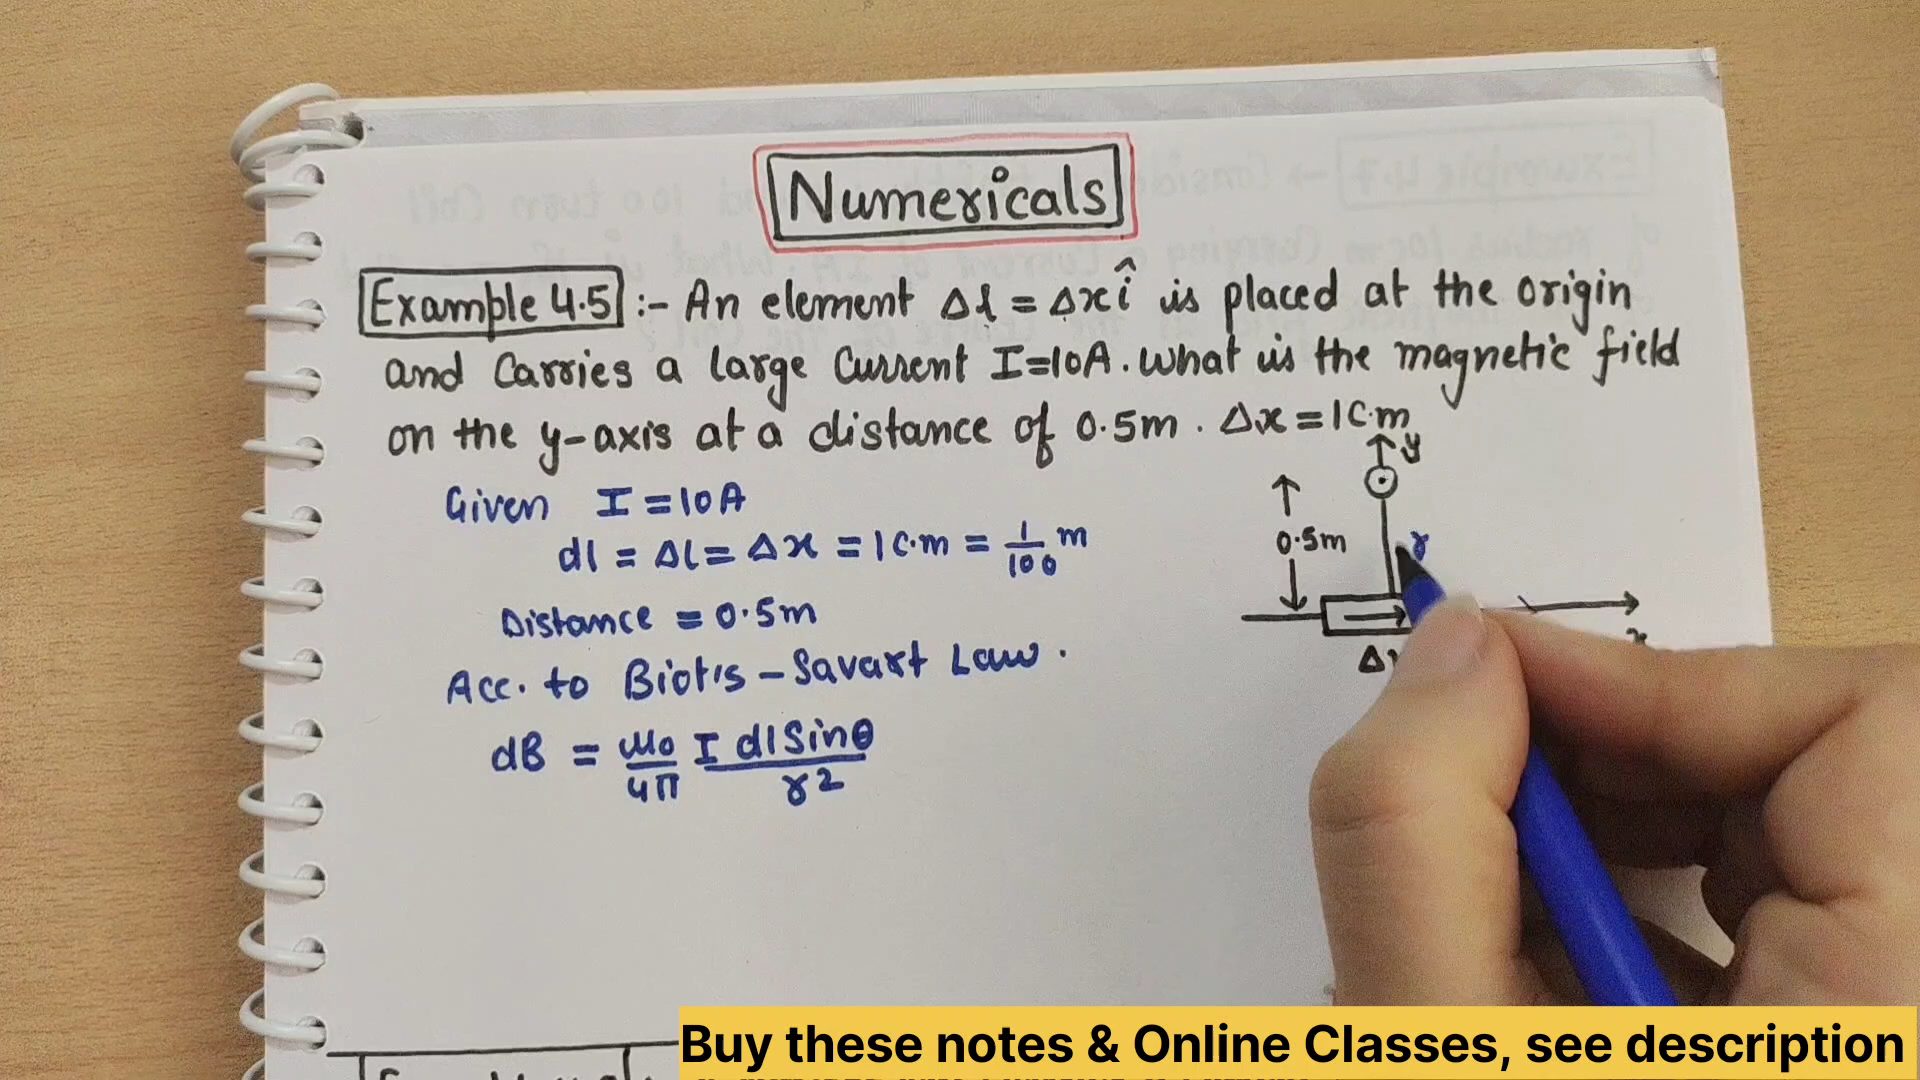 Numericals
Example 4.5 :- An element Δl = Δx î is placed at the origin
and Carries a large Current I=10A. What is the magnetic field
on the y-axis at a distance of 0.5m. Δx = 1C.m
y
Given I = 10A
dl = Δl = Δx = 1C.m = 1/100 m
0.5m r
Distance = 0.5m
x
Acc. to Biot's - Savart Law.
dB = μ0/4π I dl Sinθ/r2
Buy these notes & Online Classes, see description